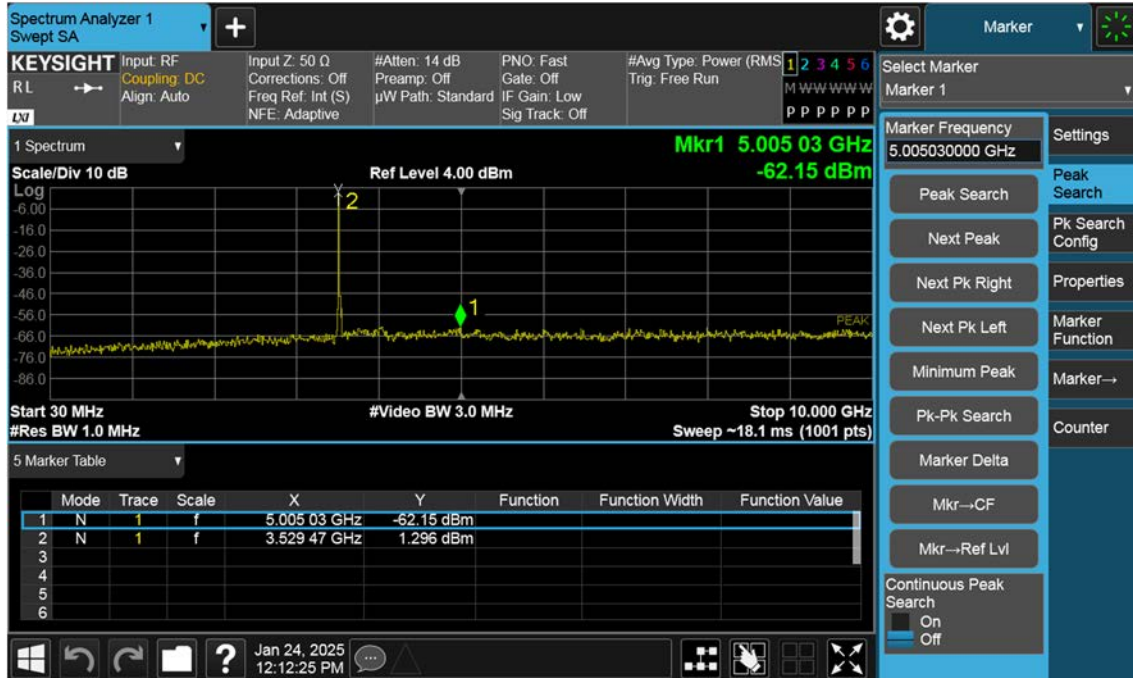 Spectrum Analyzer 1
Swept SA
+
Marker
KEYSIGHT
RL
LXI
Input: RF
Coupling: DC
Align: Auto
Input Z: 50 Ω
Corrections: Off
Freq Ref: Int (S)
NFE: Adaptive
#Atten: 14 dB
Preamp: Off
µW Path: Standard
PNO: Fast
Gate: Off
IF Gain: Low
Sig Track: Off
#Avg Type: Power (RMS
Trig: Free Run
1 2 3 4 5 6
M W W W W W
P P P P P P
1 Spectrum
Scale/Div 10 dB
Ref Level 4.00 dBm
Mkr1 5.005 03 GHz
-62.15 dBm
Log
-6.00
-16.0
-26.0
-36.0
-46.0
-56.0
-66.0
-76.0
-86.0
2
1
PEAK
Start 30 MHz
#Video BW 3.0 MHz
Stop 10.000 GHz
#Res BW 1.0 MHz
Sweep ~18.1 ms (1001 pts)
5 Marker Table
Mode Trace Scale X Y Function Function Width Function Value
1 N 1 f 5.005 03 GHz -62.15 dBm
2 N 1 f 3.529 47 GHz 1.296 dBm
3
4
5
6
?
Jan 24, 2025
12:12:25 PM
Select Marker
Marker 1
Marker Frequency
5.005030000 GHz
Peak Search
Next Peak
Next Pk Right
Next Pk Left
Minimum Peak
Pk-Pk Search
Marker Delta
Mkr→CF
Mkr→Ref Lvl
Continuous Peak
Search
On
Off
Settings
Peak
Search
Pk Search
Config
Properties
Marker
Function
Marker→
Counter